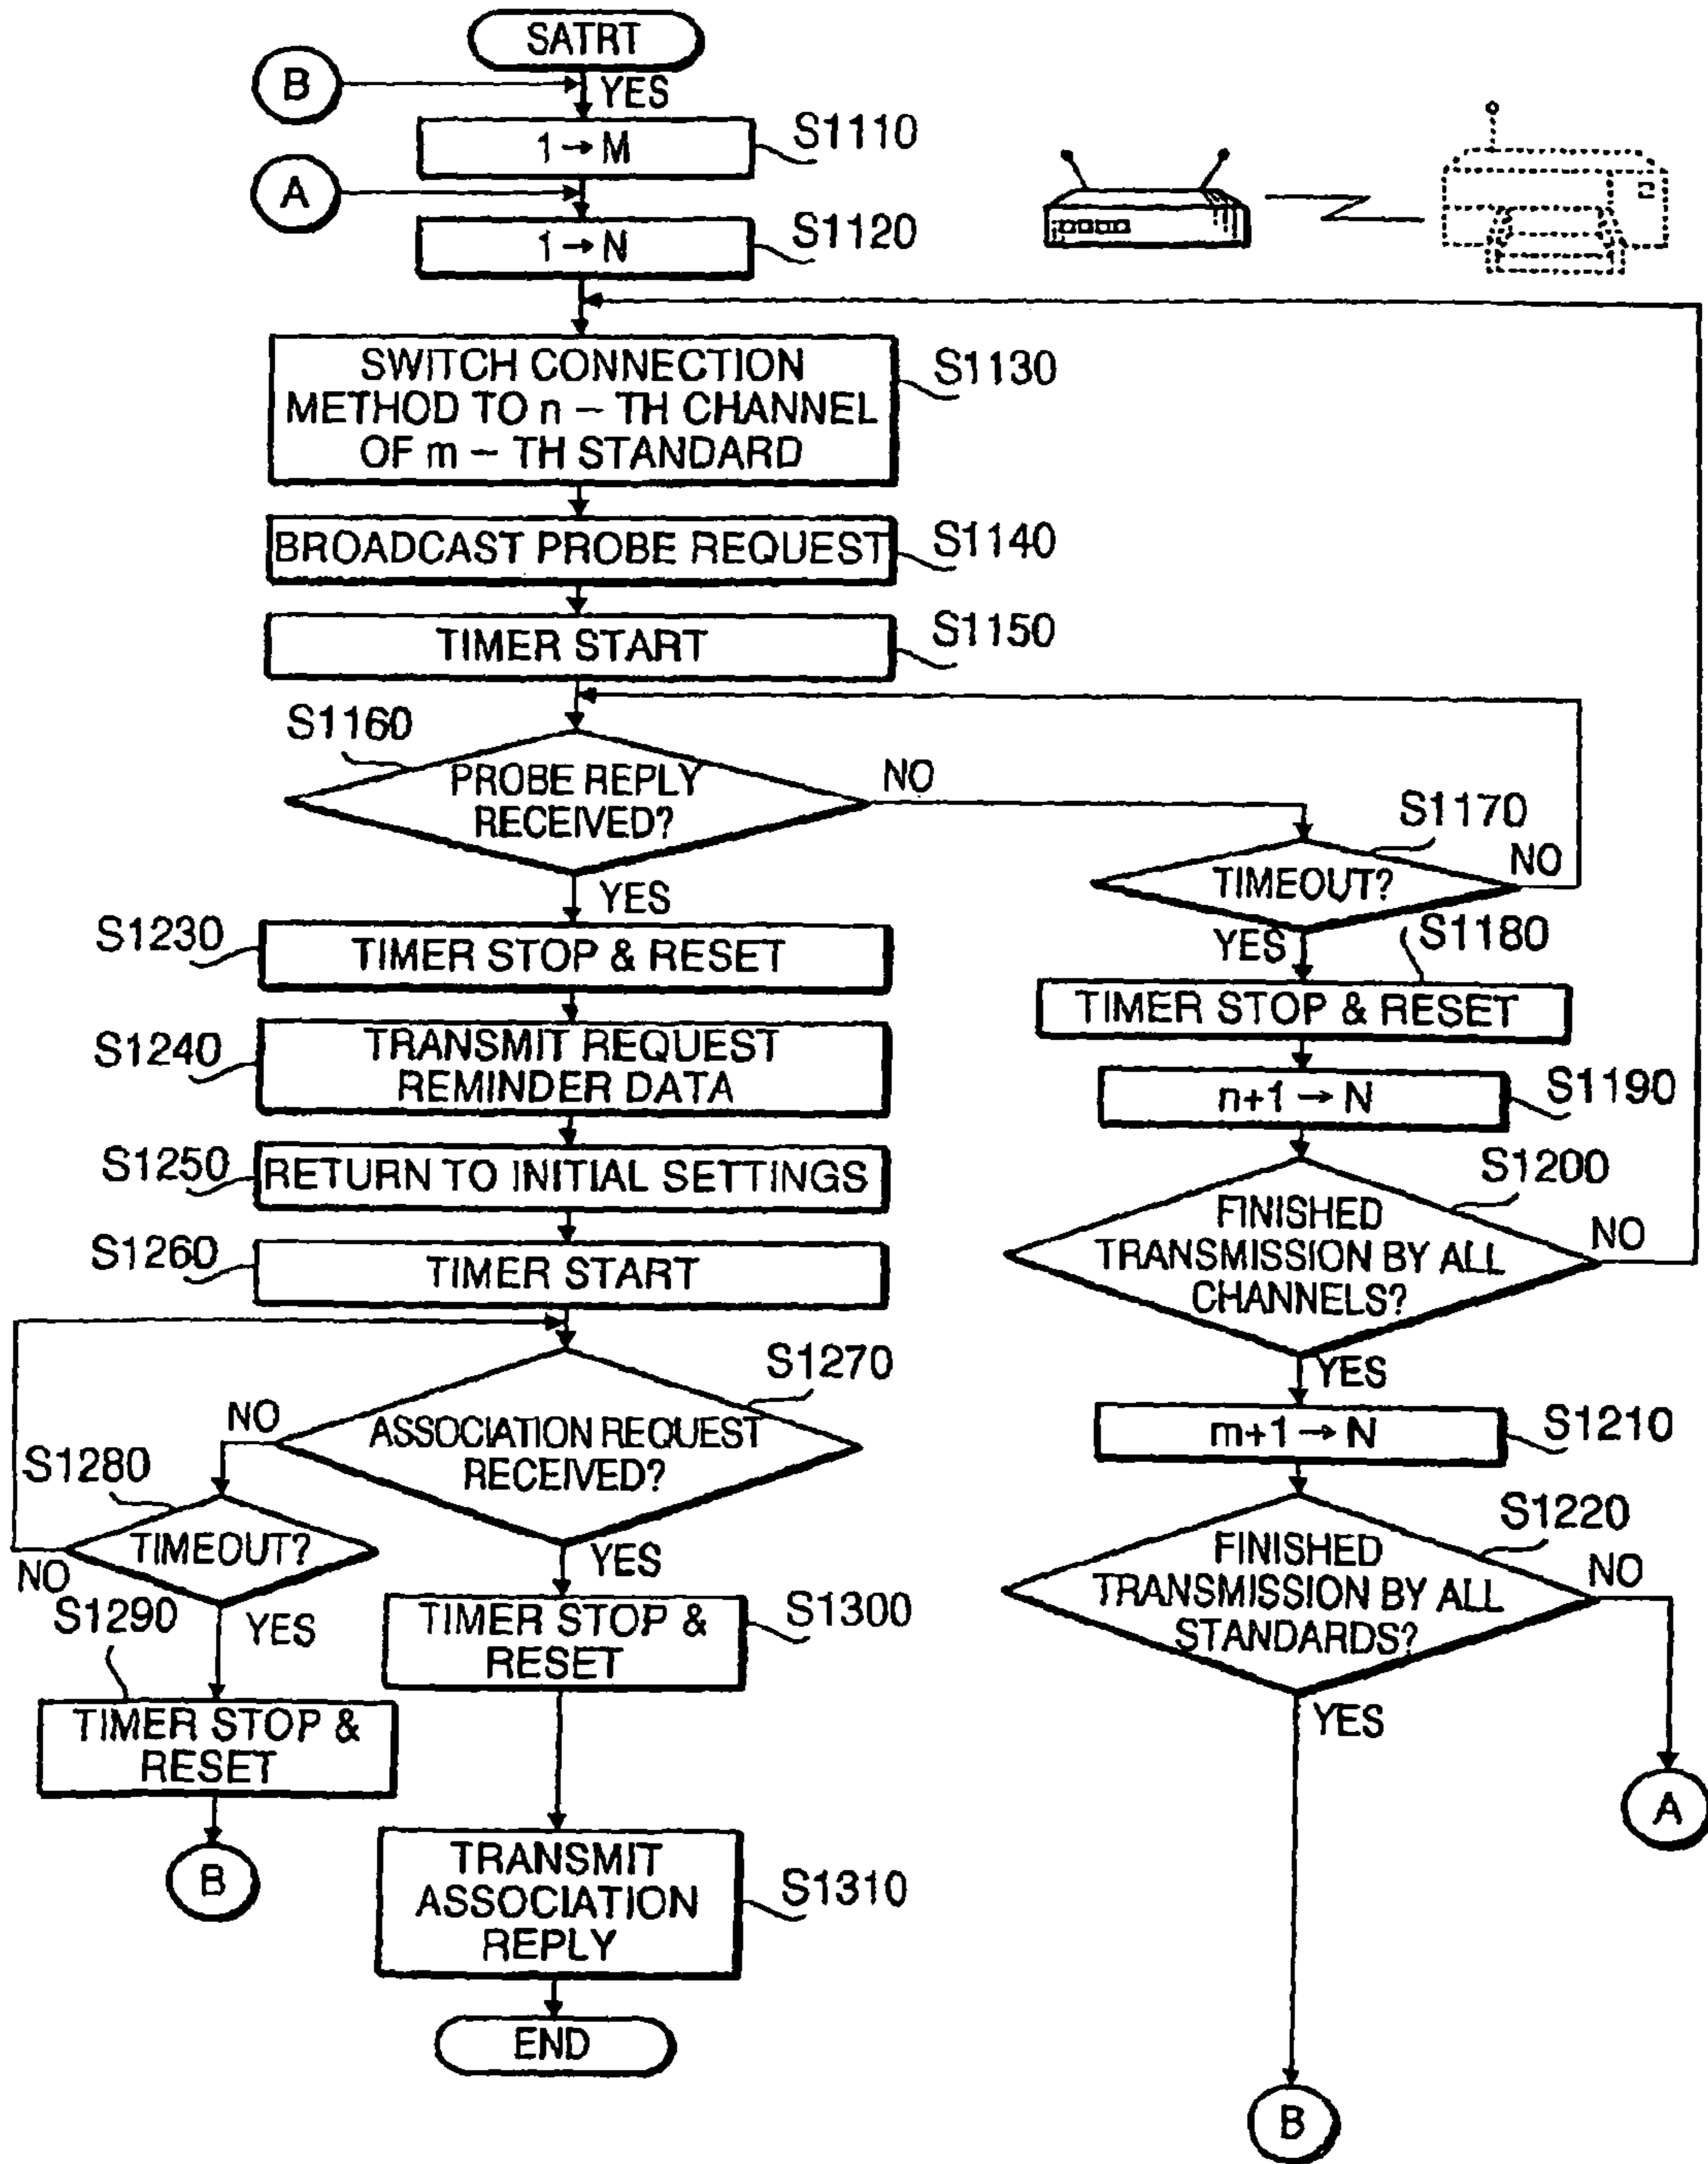 SATRT
B
YES
1→M
S1110
A
1→N
S1120
SWITCH CONNECTION
METHOD TO n – TH CHANNEL
OF m – TH STANDARD
S1130
BROADCAST PROBE REQUEST
S1140
TIMER START
S1150
S1160
PROBE REPLY
RECEIVED?
NO
YES
S1170
TIMEOUT?
NO
YES
S1180
TIMER STOP & RESET
n+1→N
S1190
S1200
FINISHED
TRANSMISSION BY ALL
CHANNELS?
NO
YES
m+1→N
S1210
S1220
FINISHED
TRANSMISSION BY ALL
STANDARDS?
NO
YES
A
B
S1230
TIMER STOP & RESET
S1240
TRANSMIT REQUEST
REMINDER DATA
S1250
RETURN TO INITIAL SETTINGS
S1260
TIMER START
S1270
ASSOCIATION REQUEST
RECEIVED?
NO
YES
S1280
TIMEOUT?
NO
YES
S1290
TIMER STOP &
RESET
B
TIMER STOP &
RESET
S1300
TRANSMIT
ASSOCIATION
REPLY
S1310
END